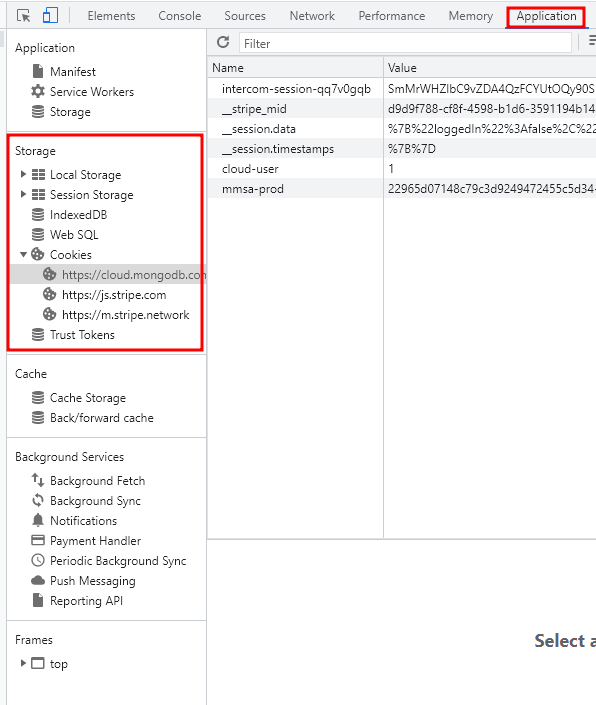 Elements Console Sources Network Performance Memory Application
Application
Manifest
Service Workers
Storage
Storage
Local Storage
Session Storage
IndexedDB
Web SQL
Cookies
https://cloud.mongodb.con
https://js.stripe.com
https://m.stripe.network
Trust Tokens
Cache
Cache Storage
Back/forward cache
Background Services
Background Fetch
Background Sync
Notifications
Payment Handler
Periodic Background Sync
Push Messaging
Reporting API
Frames
top
Filter
Name Value
intercom-session-qq7v0gqb SmMrWHZlbC9vZDA4QzFCYUtOQy90S
__stripe_mid d9d9f788-cf8f-4598-b1d6-3591194b14
__session.data %7B%22loggedIn%22%3Afalse%2C%22
__session.timestamps %7B%7D
cloud-user 1
mmsa-prod 22965d07148c79c3d9249472455c5d34-
Select a